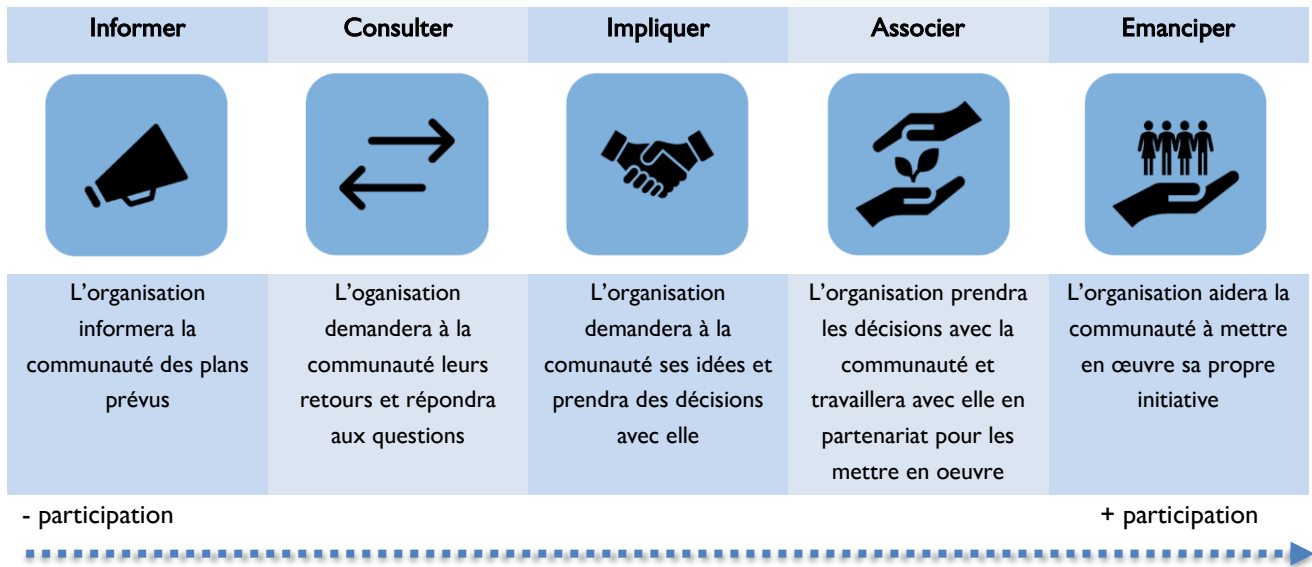 Informer
Consulter
Impliquer
Associer
Emanciper
L’organisation
informera la
communauté des plans
prévus
L’oganisation
demandera à la
communauté leurs
retours et répondra
aux questions
L’organisation
demandera à la
comunauté ses idées et
prendra des décisions
avec elle
L’organisation prendra
les décisions avec la
communauté et
travaillera avec elle en
partenariat pour les
mettre en oeuvre
L’organisation aidera la
communauté à mettre
en œuvre sa propre
initiative
- participation
+ participation